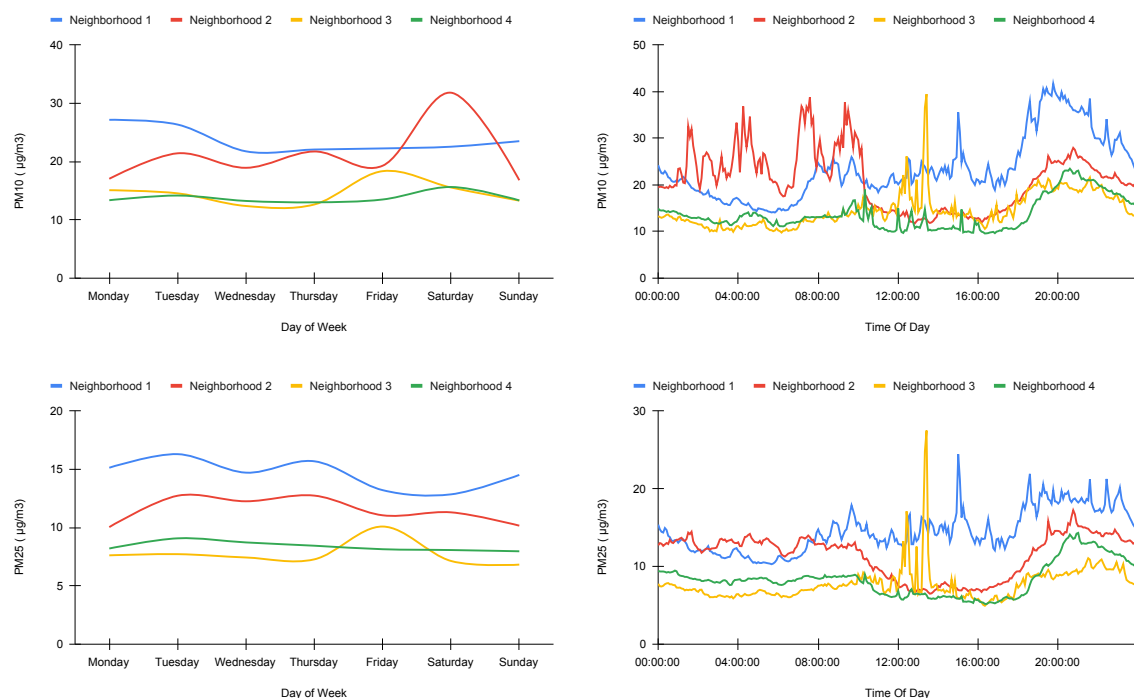 Neighborhood 1 Neighborhood 2 Neighborhood 3 Neighborhood 4
PM10 ( µg/m3)
40
30
20
10
0
Monday Tuesday Wednesday Thursday Friday Saturday Sunday
Day of Week
Neighborhood 1 Neighborhood 2 Neighborhood 3 Neighborhood 4
PM10 ( µg/m3)
50
40
30
20
10
0
00:00:00 04:00:00 08:00:00 12:00:00 16:00:00 20:00:00
Time Of Day
Neighborhood 1 Neighborhood 2 Neighborhood 3 Neighborhood 4
PM25 ( µg/m3)
20
15
10
5
0
Monday Tuesday Wednesday Thursday Friday Saturday Sunday
Day of Week
Neighborhood 1 Neighborhood 2 Neighborhood 3 Neighborhood 4
PM25 ( µg/m3)
30
20
10
0
00:00:00 04:00:00 08:00:00 12:00:00 16:00:00 20:00:00
Time Of Day